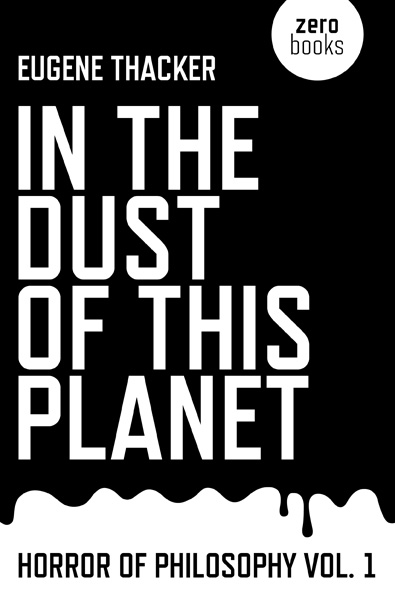 zero
books
EUGENE THACKER
IN THE
DUST
OF THIS
PLANET
HORROR OF PHILOSOPHY VOL. 1